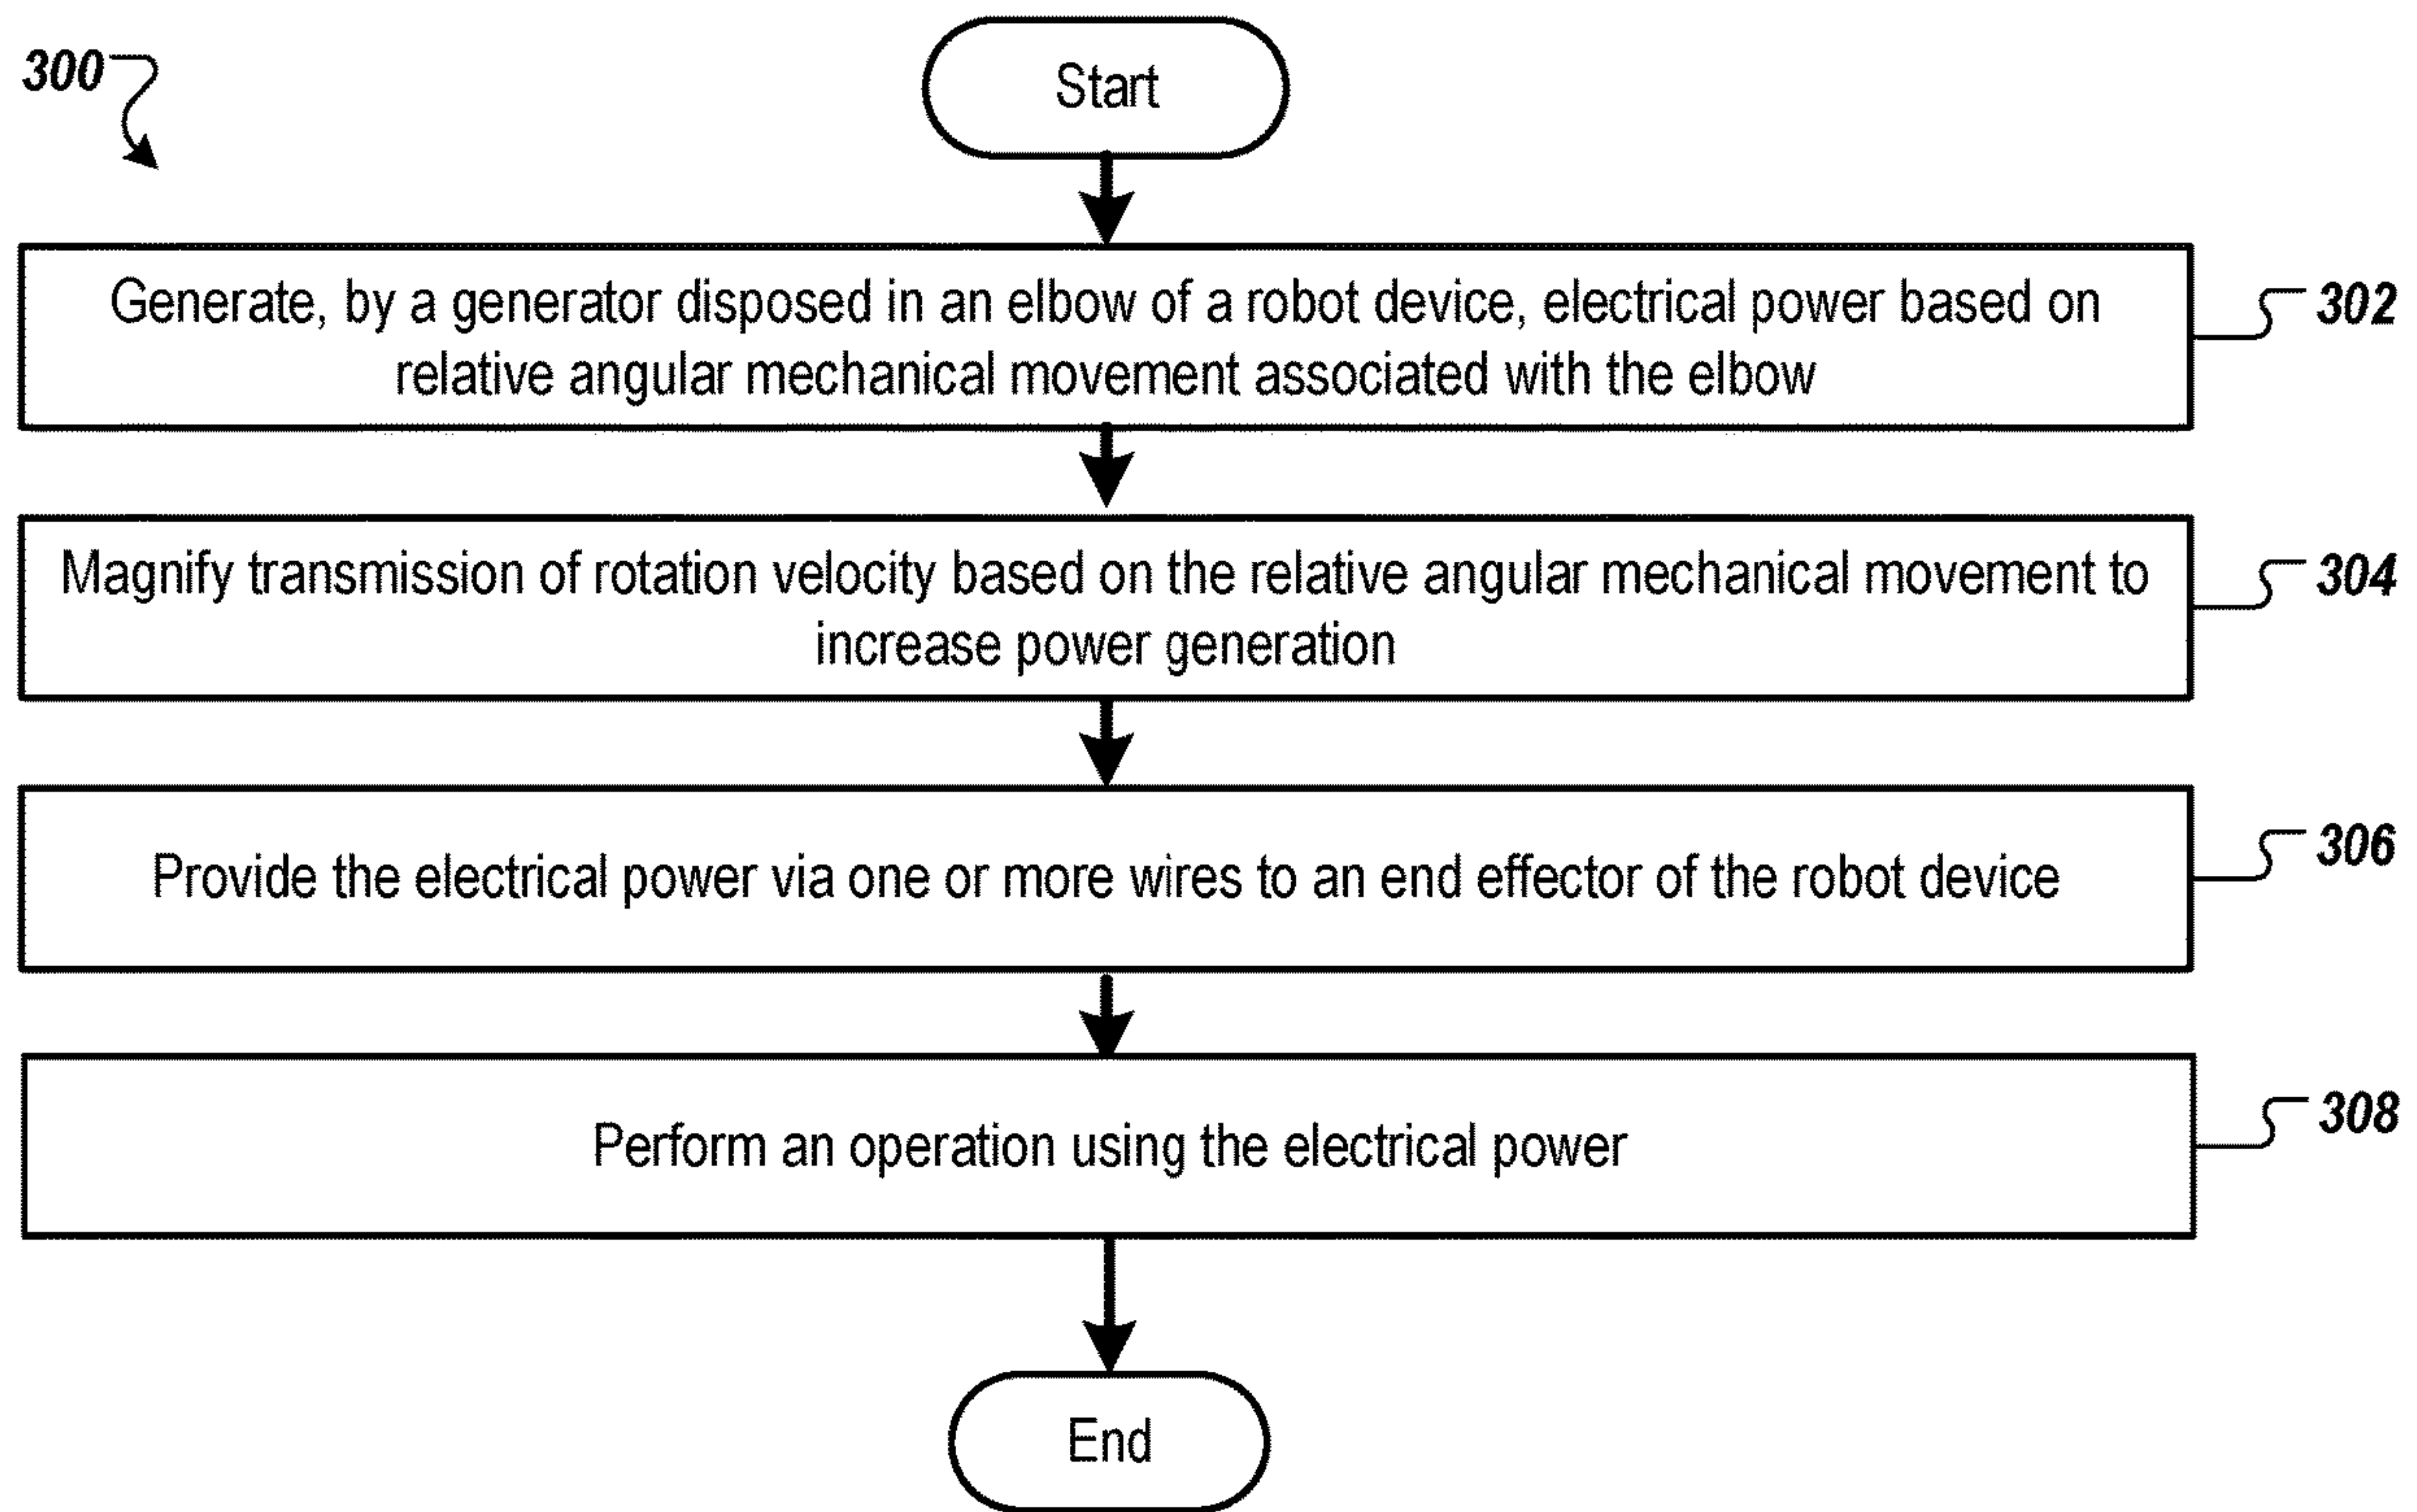 300
Start
Generate, by a generator disposed in an elbow of a robot device, electrical power based on
relative angular mechanical movement associated with the elbow
302
Magnify transmission of rotation velocity based on the relative angular mechanical movement to
increase power generation
304
Provide the electrical power via one or more wires to an end effector of the robot device
306
Perform an operation using the electrical power
308
End